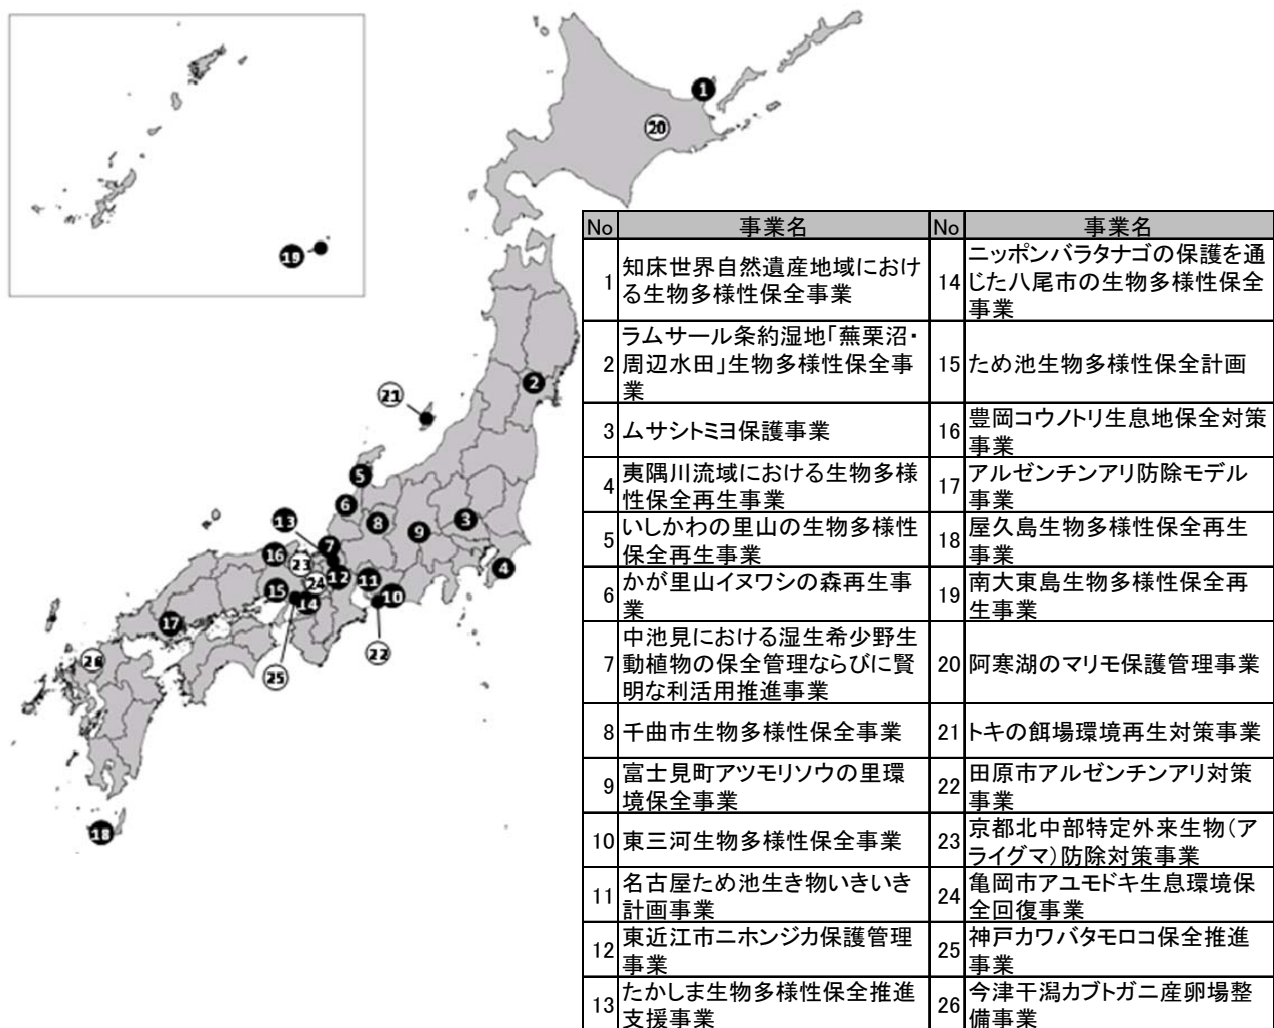 1
20
19
2
21
5
6
13
8
3
9
7
16
23
4
12
11
24
15
10
14
17
22
26
25
18
No 事業名 No 事業名
1 知床世界自然遺産地域におけ
る生物多様性保全事業
14 ニッポンバラタナゴの保護を通
じた八尾市の生物多様性保全
事業
2 ラムサール条約湿地「蕪栗沼・
周辺水田」生物多様性保全事
業
15 ため池生物多様性保全計画
3 ムサシトミヨ保護事業
16 豊岡コウノトリ生息地保全対策
事業
4 夷隅川流域における生物多様
性保全再生事業
17 アルゼンチンアリ防除モデル
事業
5 いしかわの里山の生物多様性
保全再生事業
18 屋久島生物多様性保全再生
事業
6 かが里山イヌワシの森再生事
業
19 南大東島生物多様性保全再
生事業
7 中池見における湿生希少野生
動植物の保全管理ならびに賢
明な利活用推進事業
20 阿寒湖のマリモ保護管理事業
8 千曲市生物多様性保全事業
21 トキの餌場環境再生対策事業
9 富士見町アツモリソウの里環
境保全事業
22 田原市アルゼンチンアリ対策
事業
10 東三河生物多様性保全事業
23 京都北中部特定外来生物(ア
ライグマ)防除対策事業
11 名古屋ため池生き物いきいき
計画事業
24 亀岡市アユモドキ生息環境保
全回復事業
12 東近江市ニホンジカ保護管理
事業
25 神戸カワバタモロコ保全推進
事業
13 たかしま生物多様性保全推進
支援事業
26 今津干潟カブトガニ産卵場整
備事業